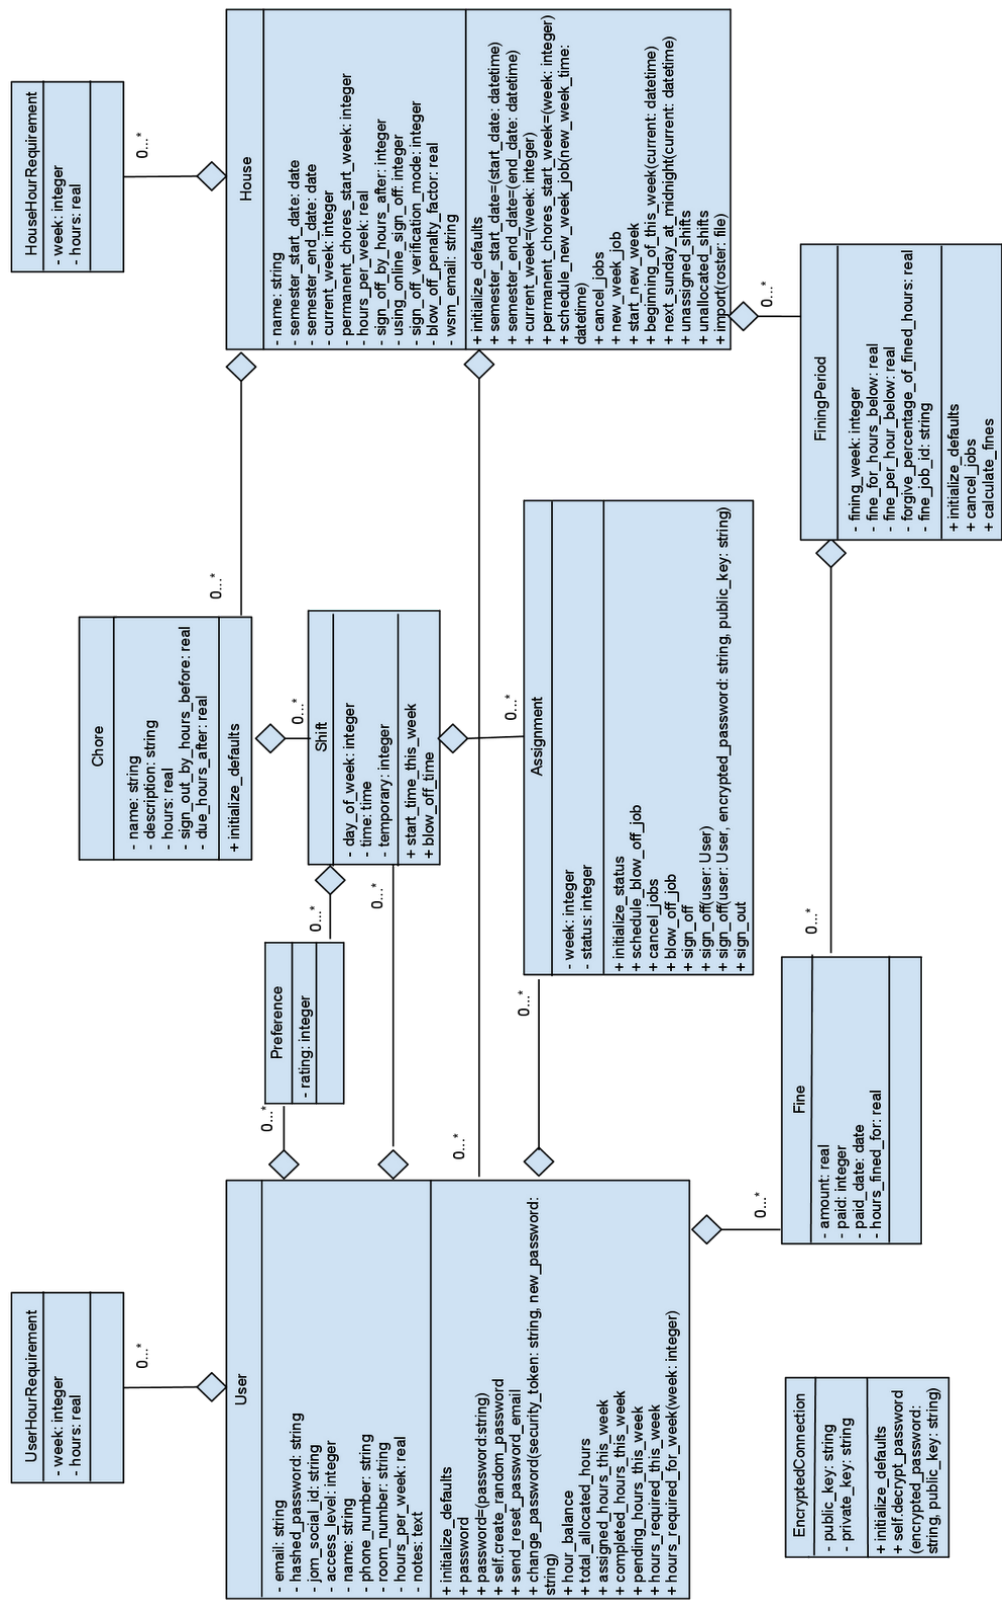 HouseHourRequirement
- week: integer
- hours: real
0...*
House
- name: string
- semester_start_date: date
- semester_end_date: date
- current_week: integer
- permanent_chores_start_week: integer
- hours_per_week: real
- sign_off_by_hours_after: integer
- using_online_sign_off: integer
- sign_off_verification_mode: integer
- blow_off_penalty_factor: real
- wsm_email: string
+ initialize_defaults
+ semester_start_date=(start_date: datetime)
+ semester_end_date=(end_date: datetime)
+ current_week=(week: integer)
+ permanent_chores_start_week=(week: integer)
+ schedule_new_week_job(new_week_time:
datetime)
+ cancel_jobs
+ new_week_job
+ start_new_week
+ beginning_of_this_week(current: datetime)
+ next_sunday_at_midnight(current: datetime)
+ unassigned_shifts
+ unallocated_shifts
+ import(roster: file)
0...*
FiningPeriod
- fining_week: integer
- fine_for_hours_below: real
- fine_per_hour_below: real
- forgive_percentage_of_fined_hours: real
- fine_job_id: string
+ initialize_defaults
+ cancel_jobs
+ calculate_fines
0...*
Chore
- name: string
- description: string
- hours: real
- sign_out_by_hours_before: real
- due_hours_after: real
+ initialize_defaults
0...*
Shift
- day_of_week: integer
- time: time
- temporary: integer
+ start_time_this_week
+ blow_off_time
0...*
0...*
Assignment
- week: integer
- status: integer
+ initialize_status
+ schedule_blow_off_job
+ cancel_jobs
+ blow_off_job
+ sign_off
+ sign_off(user: User)
+ sign_off(user: User, encrypted_password: string, public_key: string)
+ sign_out
0...*
0...*
Preference
- rating: integer
0...*
0...*
0...*
Fine
- amount: real
- paid: integer
- paid_date: date
- hours_fined_for: real
0...*
0...*
UserHourRequirement
- week: integer
- hours: real
0...*
User
- email: string
- hashed_password: string
- jom_social_id: string
- access_level: integer
- name: string
- phone_number: string
- room_number: string
- hours_per_week: real
- notes: text
+ initialize_defaults
+ password
+ password=(password:string)
+ self.create_random_password
+ send_reset_password_email
+ change_password(security_token: string, new_password:
string)
+ hour_balance
+ total_allocated_hours
+ assigned_hours_this_week
+ completed_hours_this_week
+ pending_hours_this_week
+ hours_required_this_week
+ hours_required_for_week(week: integer)
EncryptedConnection
- public_key: string
- private_key: string
+ initialize_defaults
+ self.decrypt_password
(encrypted_password:
string, public_key: string)